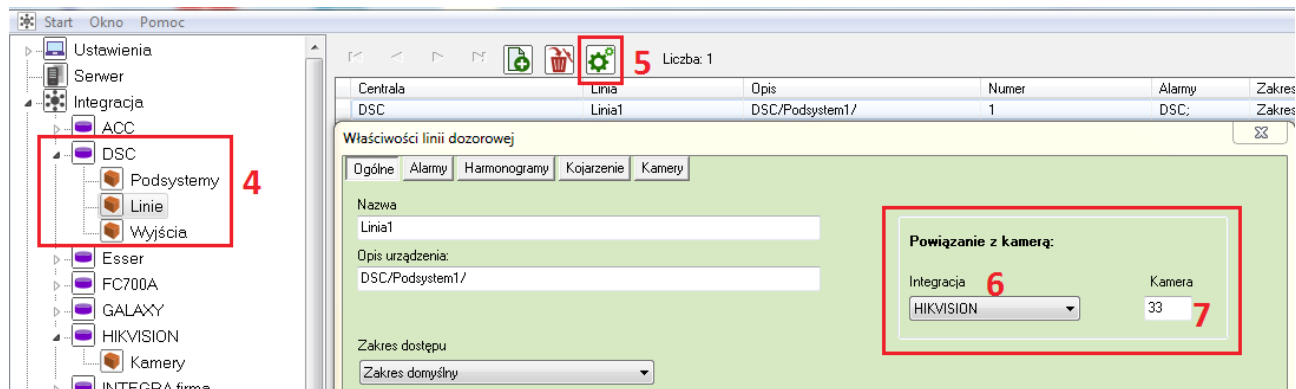 Start Okno Pomoc
Ustawienia
Serwer
Integracja
ACC
DSC
Podsystemy
Linie
Wyjścia
4
Esser
FC700A
GALAXY
HIKVISION
Kamery
INTEGRA firma
5
Liczba: 1
Centrala Linia Opis Numer Alarmy Zakres
DSC Linia1 DSC/Podsystem1/ 1 DSC; Zakres
Właściwości linii dozorowej
Ogólne Alarmy Harmonogramy Kojarzenie Kamery
Nazwa
Linia1
Opis urządzenia:
DSC/Podsystem1/
Zakres dostępu
Zakres domyślny
Powiązanie z kamerą:
Integracja 6 Kamera
HIKVISION 33 7